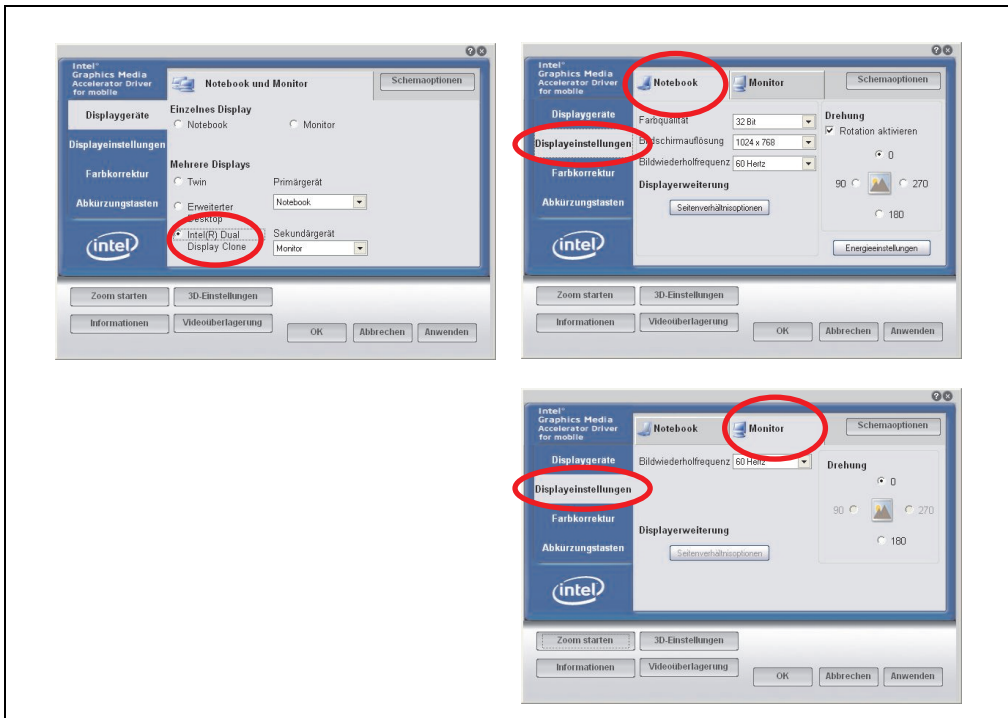 Intel®
Graphics Media
Accelerator Driver
for mobile
Notebook und Monitor
Schemaoptionen
Displaygeräte
Displayeinstellungen
Farbkorrektur
Abkürzungstasten
intel
Einzelnes Display
Notebook Monitor
Mehrere Displays
Twin Primärgerät
Erweiterter Desktop
Notebook
Intel(R) Dual Display Clone
Sekundärgerät
Monitor
Zoom starten 3D-Einstellungen
Informationen Videoüberlagerung
OK Abbrechen Anwenden
Intel®
Graphics Media
Accelerator Driver
for mobile
Notebook Monitor
Schemaoptionen
Displaygeräte
Displayeinstellungen
Farbkorrektur
Abkürzungstasten
intel
Farbqualität 32 Bit
Bildschirmauflösung 1024 x 768
Bildwiederholfrequenz 60 Hertz
Displayerweiterung
Seitenverhältnisoptionen
Drehung
Rotation aktivieren
0
90 270
180
Energieeinstellungen
Zoom starten 3D-Einstellungen
Informationen Videoüberlagerung
OK Abbrechen Anwenden
Intel®
Graphics Media
Accelerator Driver
for mobile
Notebook Monitor
Schemaoptionen
Displaygeräte
Displayeinstellungen
Farbkorrektur
Abkürzungstasten
intel
Bildwiederholfrequenz 60 Hertz
Displayerweiterung
Seitenverhältnisoptionen
Drehung
0
90 270
180
Zoom starten 3D-Einstellungen
Informationen Videoüberlagerung
OK Abbrechen Anwenden